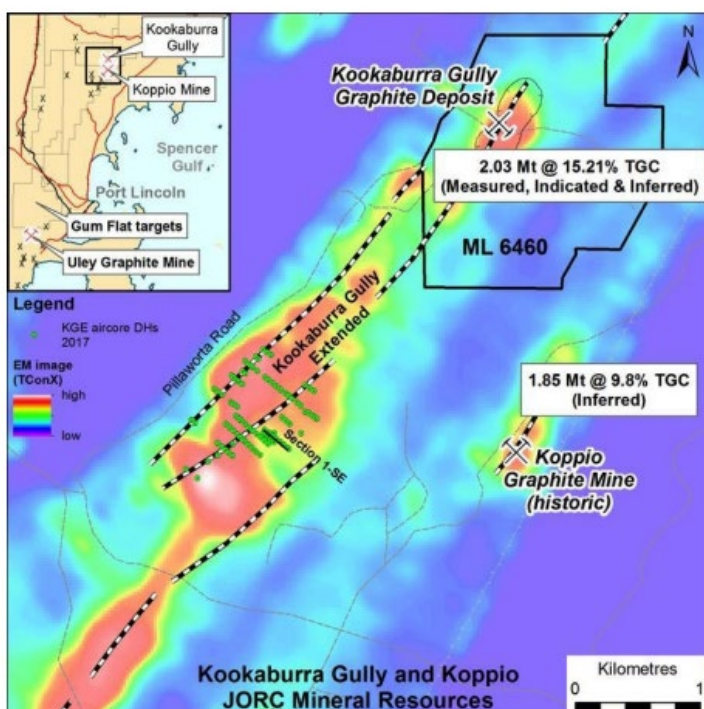 Kookaburra
Gully
Koppio Mine
Spencer
Gulf
Port Lincoln
Gum Flat targets
Uley Graphite Mine
N
Kookaburra Gully
Graphite Deposit
2.03 Mt @ 15.21% TGC
(Measured, Indicated & Inferred)
ML 6460
Legend
KGE aircore DHs
2017
EM image
(TConX)
high
low
Pillaworta Road
Kookaburra Gully
Extended
Section 1-SE
1.85 Mt @ 9.8% TGC
(Inferred)
Koppio
Graphite Mine
(historic)
Kookaburra Gully and Koppio
JORC Mineral Resources
Kilometres
0 1